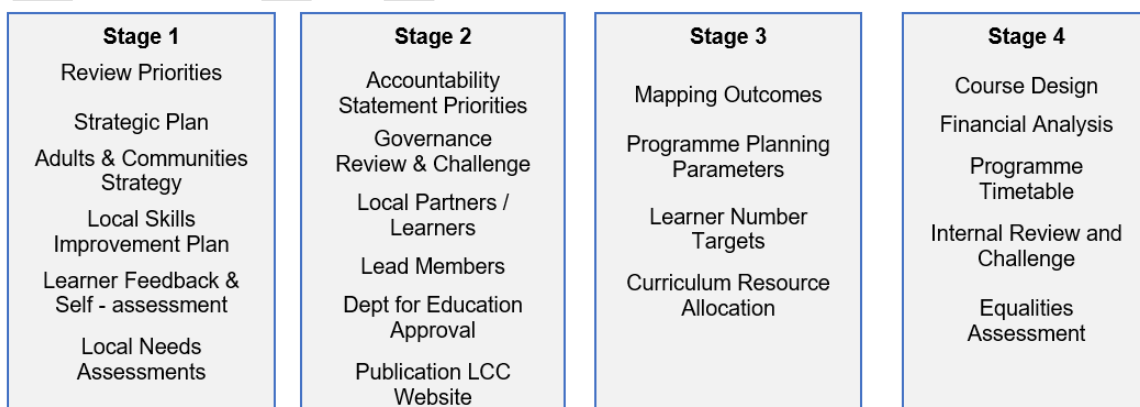 Stage 1
Review Priorities
Strategic Plan
Adults & Communities
Strategy
Local Skills
Improvement Plan
Learner Feedback &
Self - assessment
Local Needs
Assessments
Stage 2
Accountability
Statement Priorities
Governance
Review & Challenge
Local Partners /
Learners
Lead Members
Dept for Education
Approval
Publication LCC
Website
Stage 3
Mapping Outcomes
Programme Planning
Parameters
Learner Number
Targets
Curriculum Resource
Allocation
Stage 4
Course Design
Financial Analysis
Programme
Timetable
Internal Review and
Challenge
Equalities
Assessment